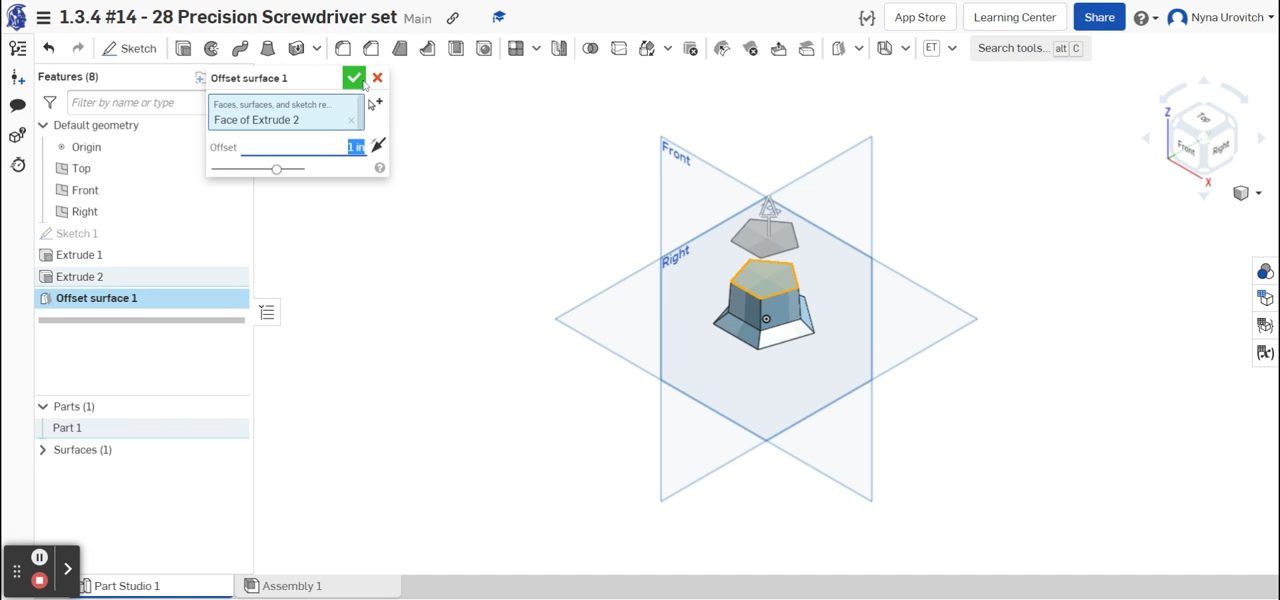 1.3.4 #14 - 28 Precision Screwdriver set Main
App Store
Learning Center
Share
Nyna Urovitch
Sketch
ET
Search tools... alt C
Features (8)
Filter by name or type
Default geometry
Origin
Top
Front
Right
Sketch 1
Extrude 1
Extrude 2
Offset surface 1
Parts (1)
Part 1
Surfaces (1)
Offset surface 1
Faces, surfaces, and sketch re...
Face of Extrude 2
Offset 1 in
Front
Right
Z
Top
Front
Right
X
Part Studio 1
Assembly 1